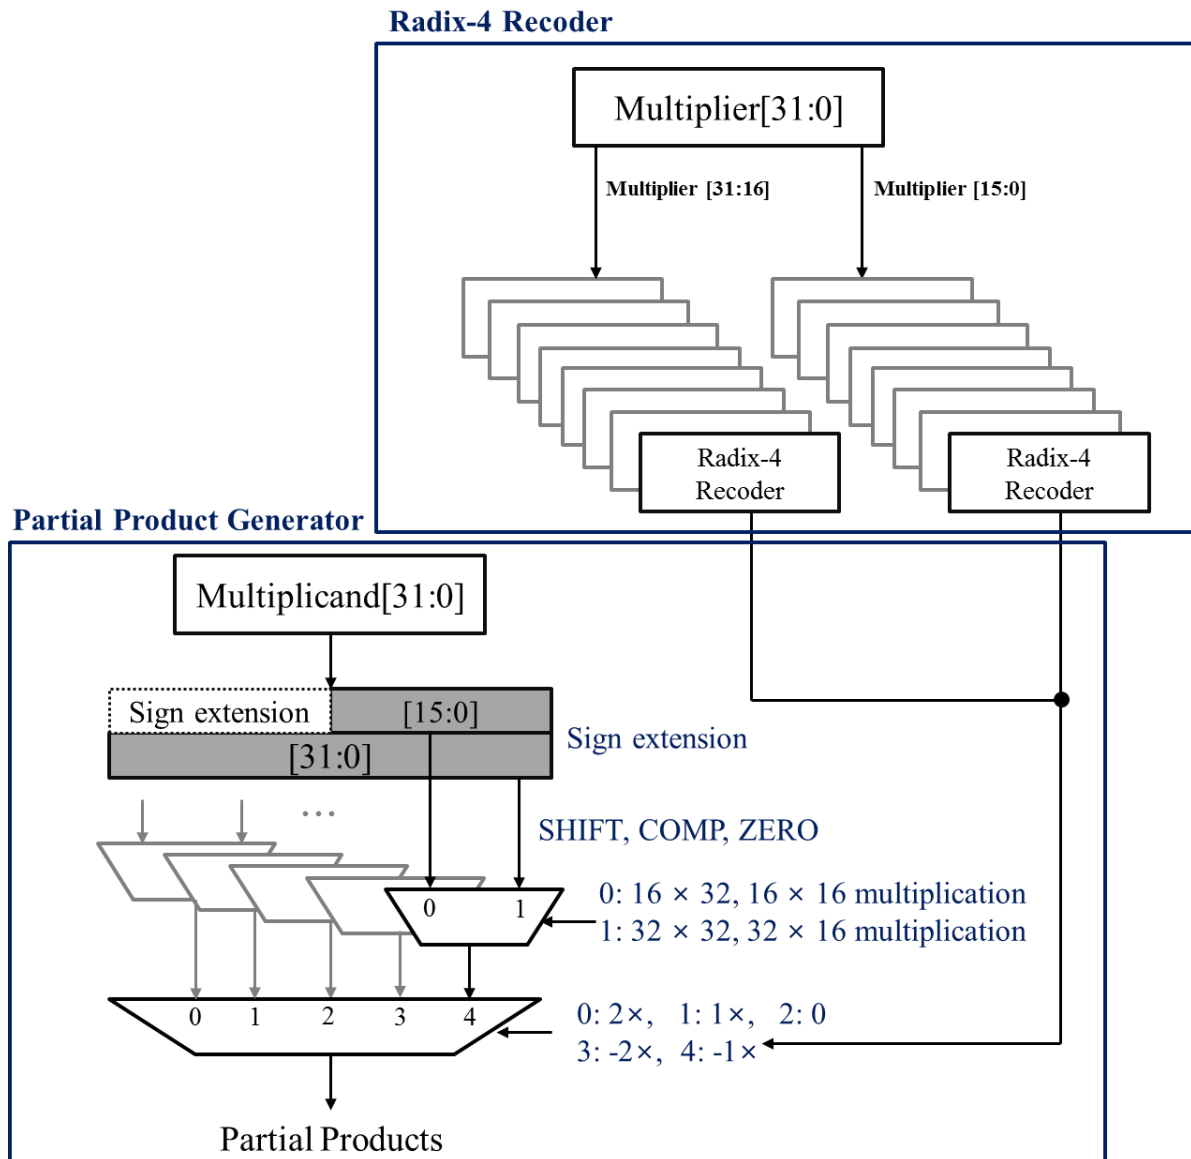 Radix-4 Recoder
Multiplier[31:0]
Multiplier [31:16]
Multiplier [15:0]
Radix-4
Recoder
Radix-4
Recoder
Partial Product Generator
Multiplicand[31:0]
Sign extension
[15:0]
[31:0]
Sign extension
...
SHIFT, COMP, ZERO
0 1
0: 16 × 32, 16 × 16 multiplication
1: 32 × 32, 32 × 16 multiplication
0 1 2 3 4
0: 2×, 1: 1×, 2: 0
3: -2×, 4: -1×
Partial Products